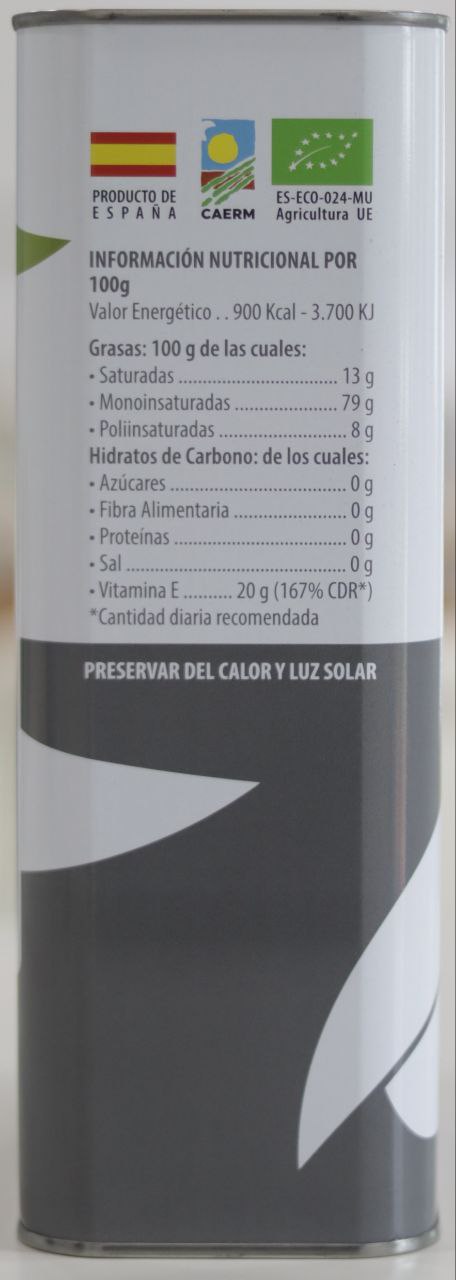 PRODUCTO DE
ESPAÑA
CAERM
ES-ECO-024-MU
Agricultura UE
INFORMACIÓN NUTRICIONAL POR
100g
Valor Energético . . 900 Kcal - 3.700 KJ
Grasas: 100 g de las cuales:
• Saturadas .................................... 13 g
• Monoinsaturadas ....................... 79 g
• Poliinsaturadas ............................ 8 g
Hidratos de Carbono: de los cuales:
• Azúcares ....................................... 0 g
• Fibra Alimentaria ......................... 0 g
• Proteínas ...................................... 0 g
• Sal ................................................. 0 g
• Vitamina E .......... 20 g (167% CDR*)
*Cantidad diaria recomendada
PRESERVAR DEL CALOR Y LUZ SOLAR